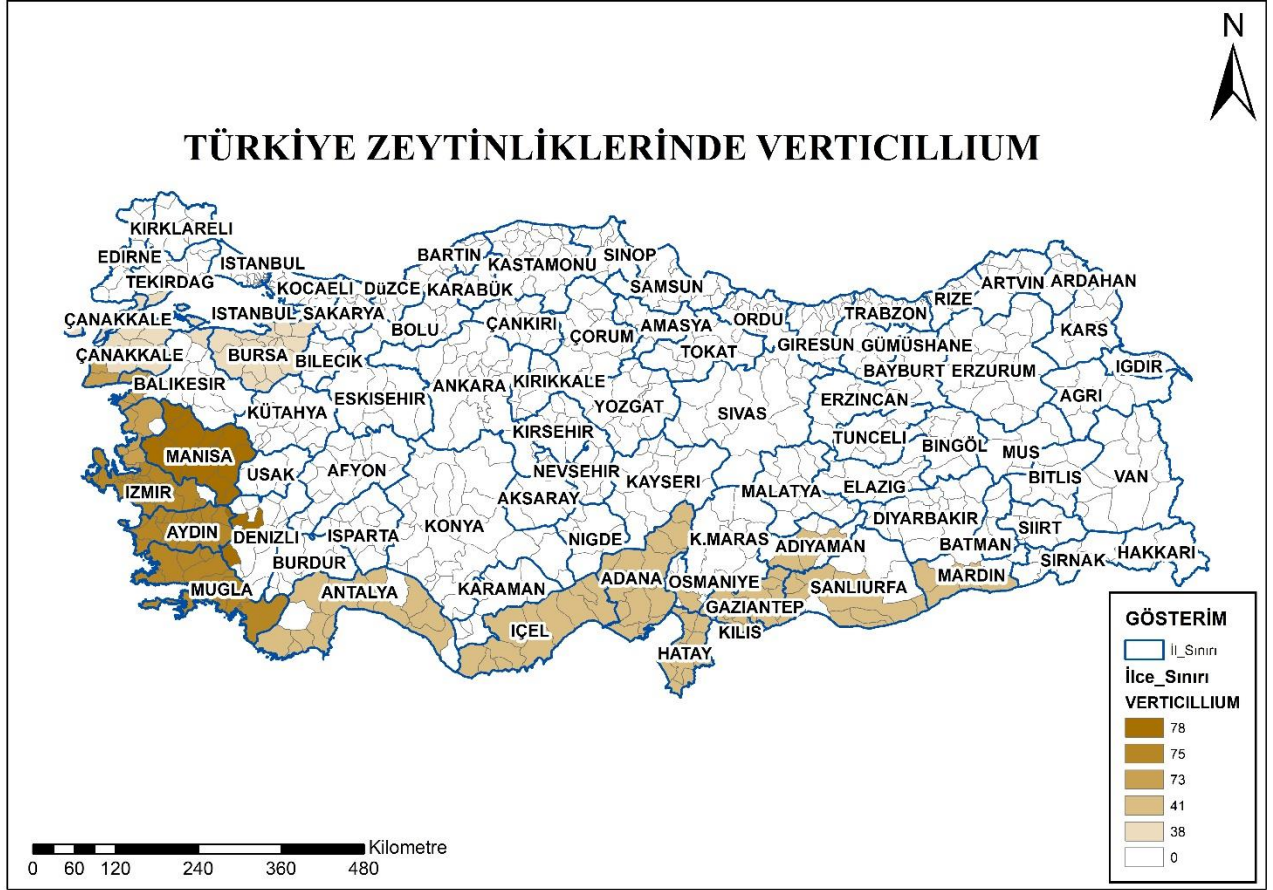 N
TÜRKİYE ZEYTİNLİKLERİNDE VERTICILLIUM
KIRKLARELI
EDIRNE
TEKIRDAG
ISTANBUL
ISTANBUL
KOCAELI
DüZCE
SAKARYA
BARTIN
KASTAMONU
SINOP
KARABÜK
SAMSUN
BOLU
ÇANKIRI
ÇORUM
AMASYA
ORDU
TOKAT
GIRESUN
TRABZON
RIZE
ARTVIN
ARDAHAN
GÜMÜSHANE
KARS
BAYBURT
ERZURUM
IGDIR
AGRI
ÇANAKKALE
ÇANAKKALE
BURSA
BILECIK
BALIKESIR
KÜTAHYA
ESKISEHIR
ANKARA
KIRIKKALE
YOZGAT
SIVAS
ERZINCAN
TUNCELI
BINGÖL
MUS
BITLIS
VAN
KIRSEHIR
MANISA
USAK
AFYON
NEVSEHIR
KAYSERI
MALATYA
ELAZIG
IZMIR
AKSARAY
DIYARBAKIR
SIIRT
AYDIN
DENIZLI
ISPARTA
KONYA
NIGDE
K.MARAS
ADIYAMAN
BATMAN
SIRNAK
HAKKARI
BURDUR
MUGLA
ANTALYA
KARAMAN
ADANA
OSMANIYE
SANLIURFA
MARDIN
GAZIANTEP
IÇEL
KILIS
HATAY
GÖSTERİM
İl_Sınırı
İlce_Sınırı
VERTICILLIUM
78
75
73
41
38
0
Kilometre
0 60 120 240 360 480